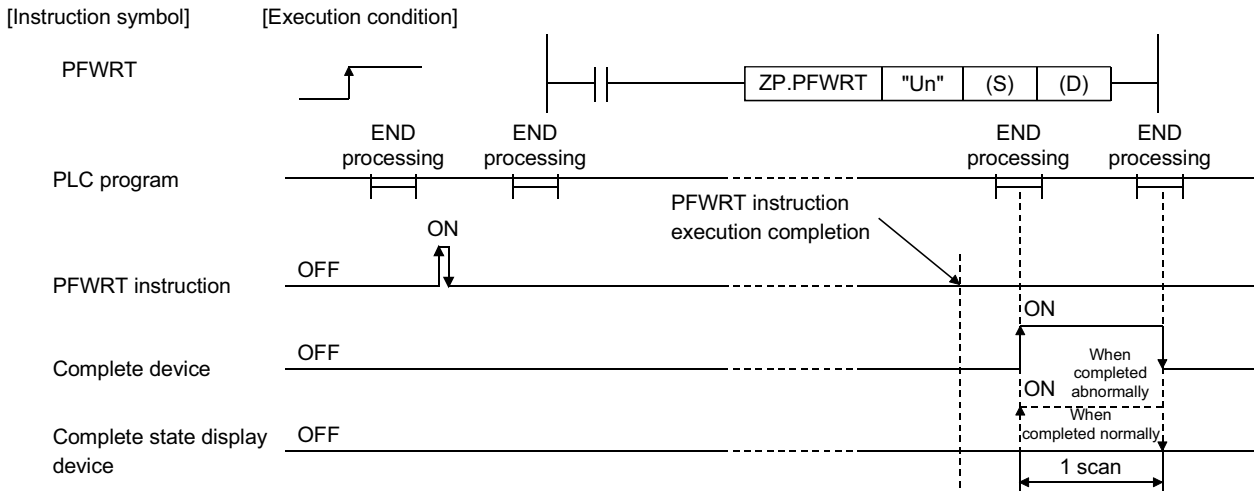 [Instruction symbol] [Execution condition]
PFWRT
ZP.PFWRT "Un" (S) (D)
END processing
END processing
END processing
END processing
PLC program
PFWRT instruction
execution completion
ON
OFF
PFWRT instruction
ON
OFF
Complete device
When
completed
abnormally
ON
When
completed normally
OFF
Complete state display
device
1 scan